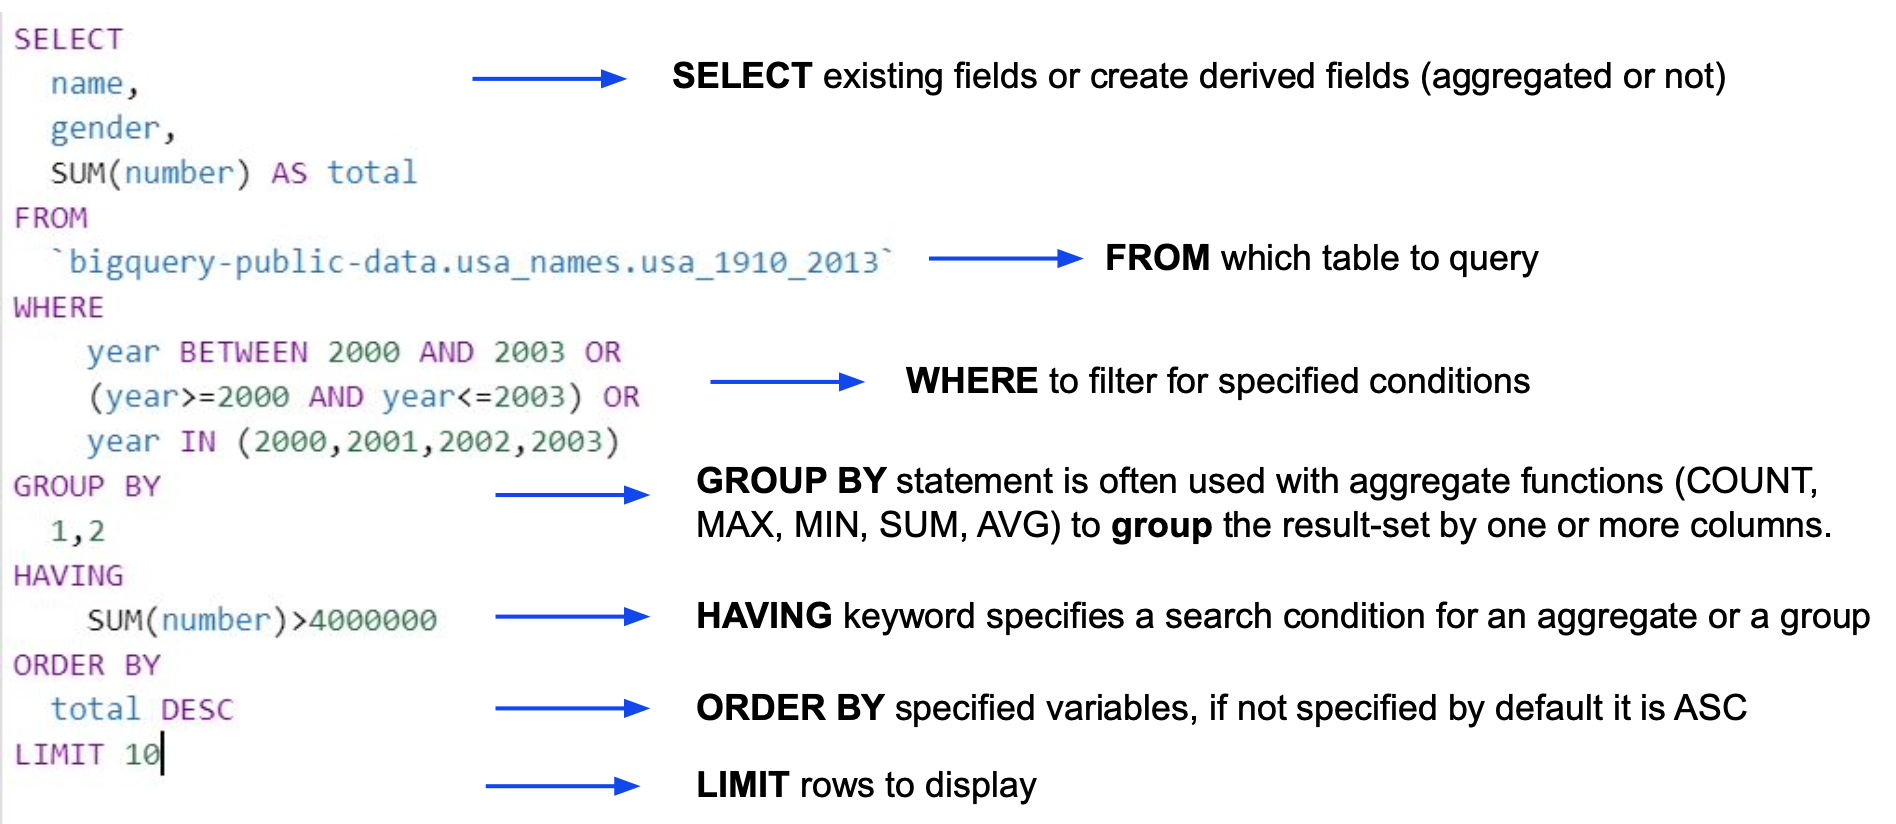 SELECT
name,
gender,
SUM(number) AS total
FROM
`bigquery-public-data.usa_names.usa_1910_2013`
WHERE
year BETWEEN 2000 AND 2003 OR
(year>=2000 AND year<=2003) OR
year IN (2000,2001,2002,2003)
GROUP BY
1,2
HAVING
SUM(number)>4000000
ORDER BY
total DESC
LIMIT 10
SELECT existing fields or create derived fields (aggregated or not)
FROM which table to query
WHERE to filter for specified conditions
GROUP BY statement is often used with aggregate functions (COUNT,
MAX, MIN, SUM, AVG) to group the result-set by one or more columns.
HAVING keyword specifies a search condition for an aggregate or a group
ORDER BY specified variables, if not specified by default it is ASC
LIMIT rows to display